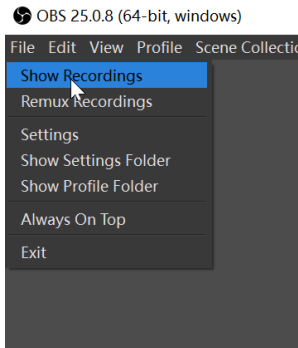 OBS 25.0.8 (64-bit, windows)
File Edit View Profile Scene Collectio
Show Recordings
Remux Recordings
Settings
Show Settings Folder
Show Profile Folder
Always On Top
Exit